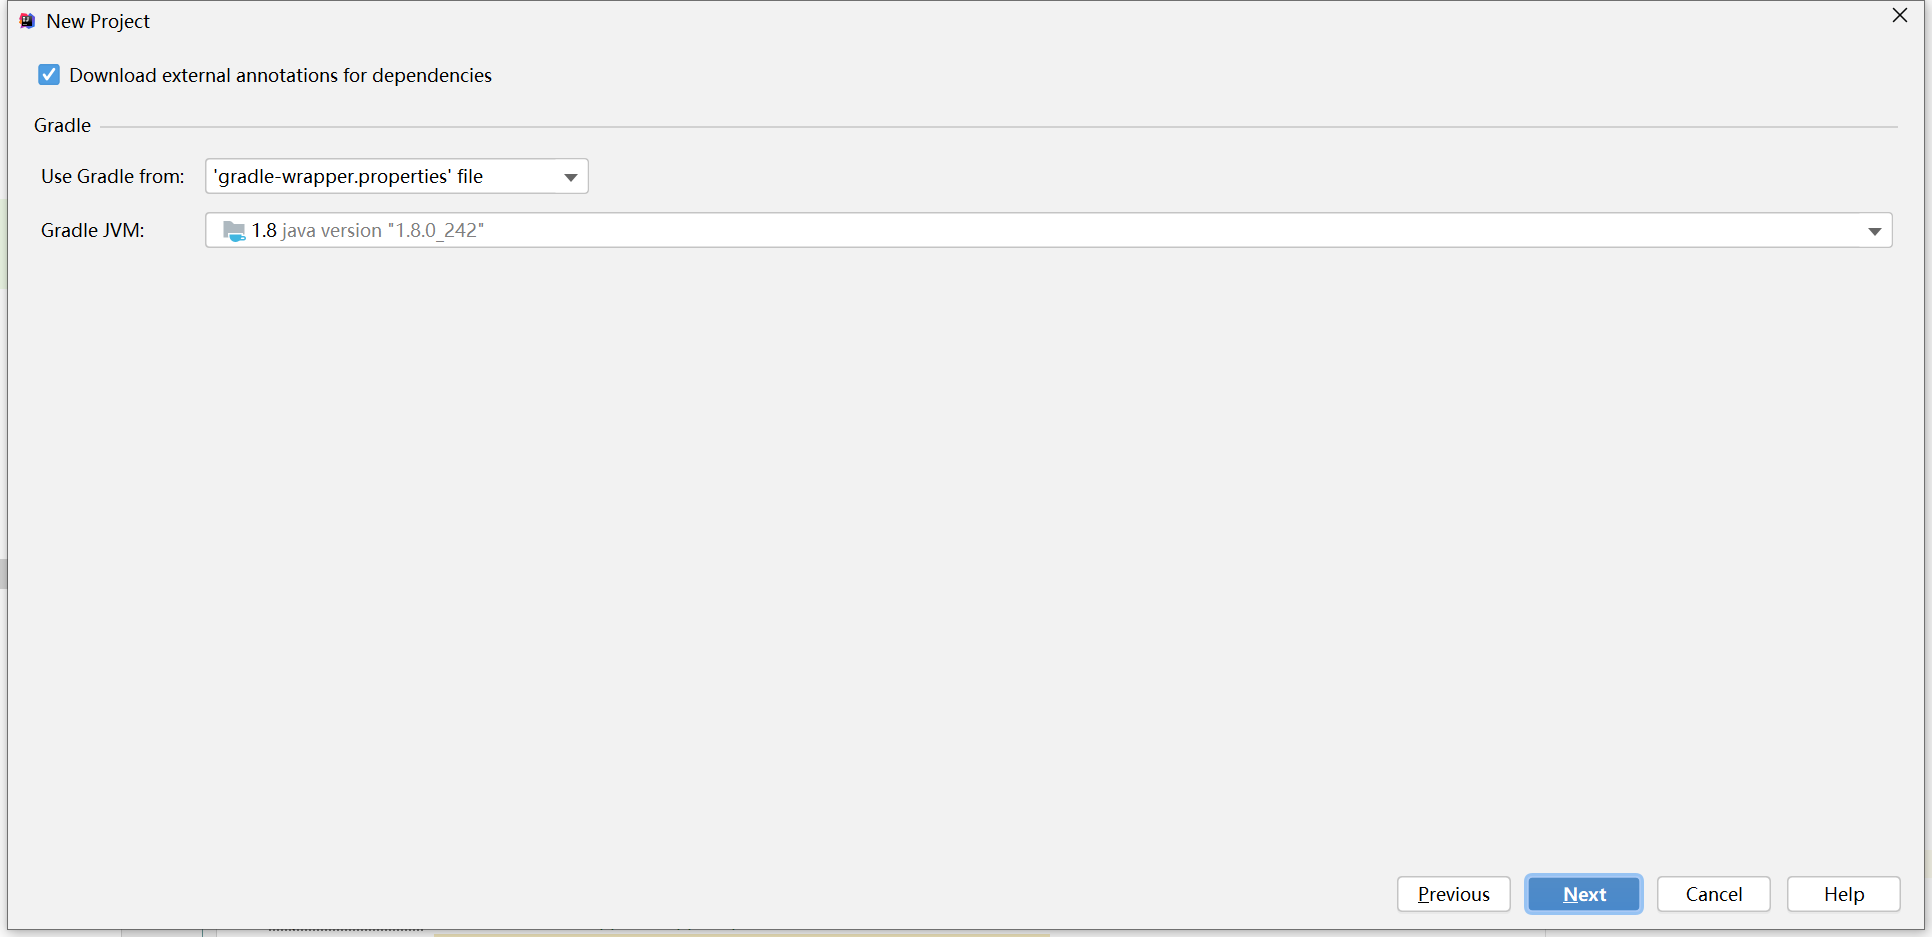 New Project
Download external annotations for dependencies
Gradle
Use Gradle from: 'gradle-wrapper.properties' file
Gradle JVM: 1.8 java version "1.8.0_242"
Previous Next Cancel Help